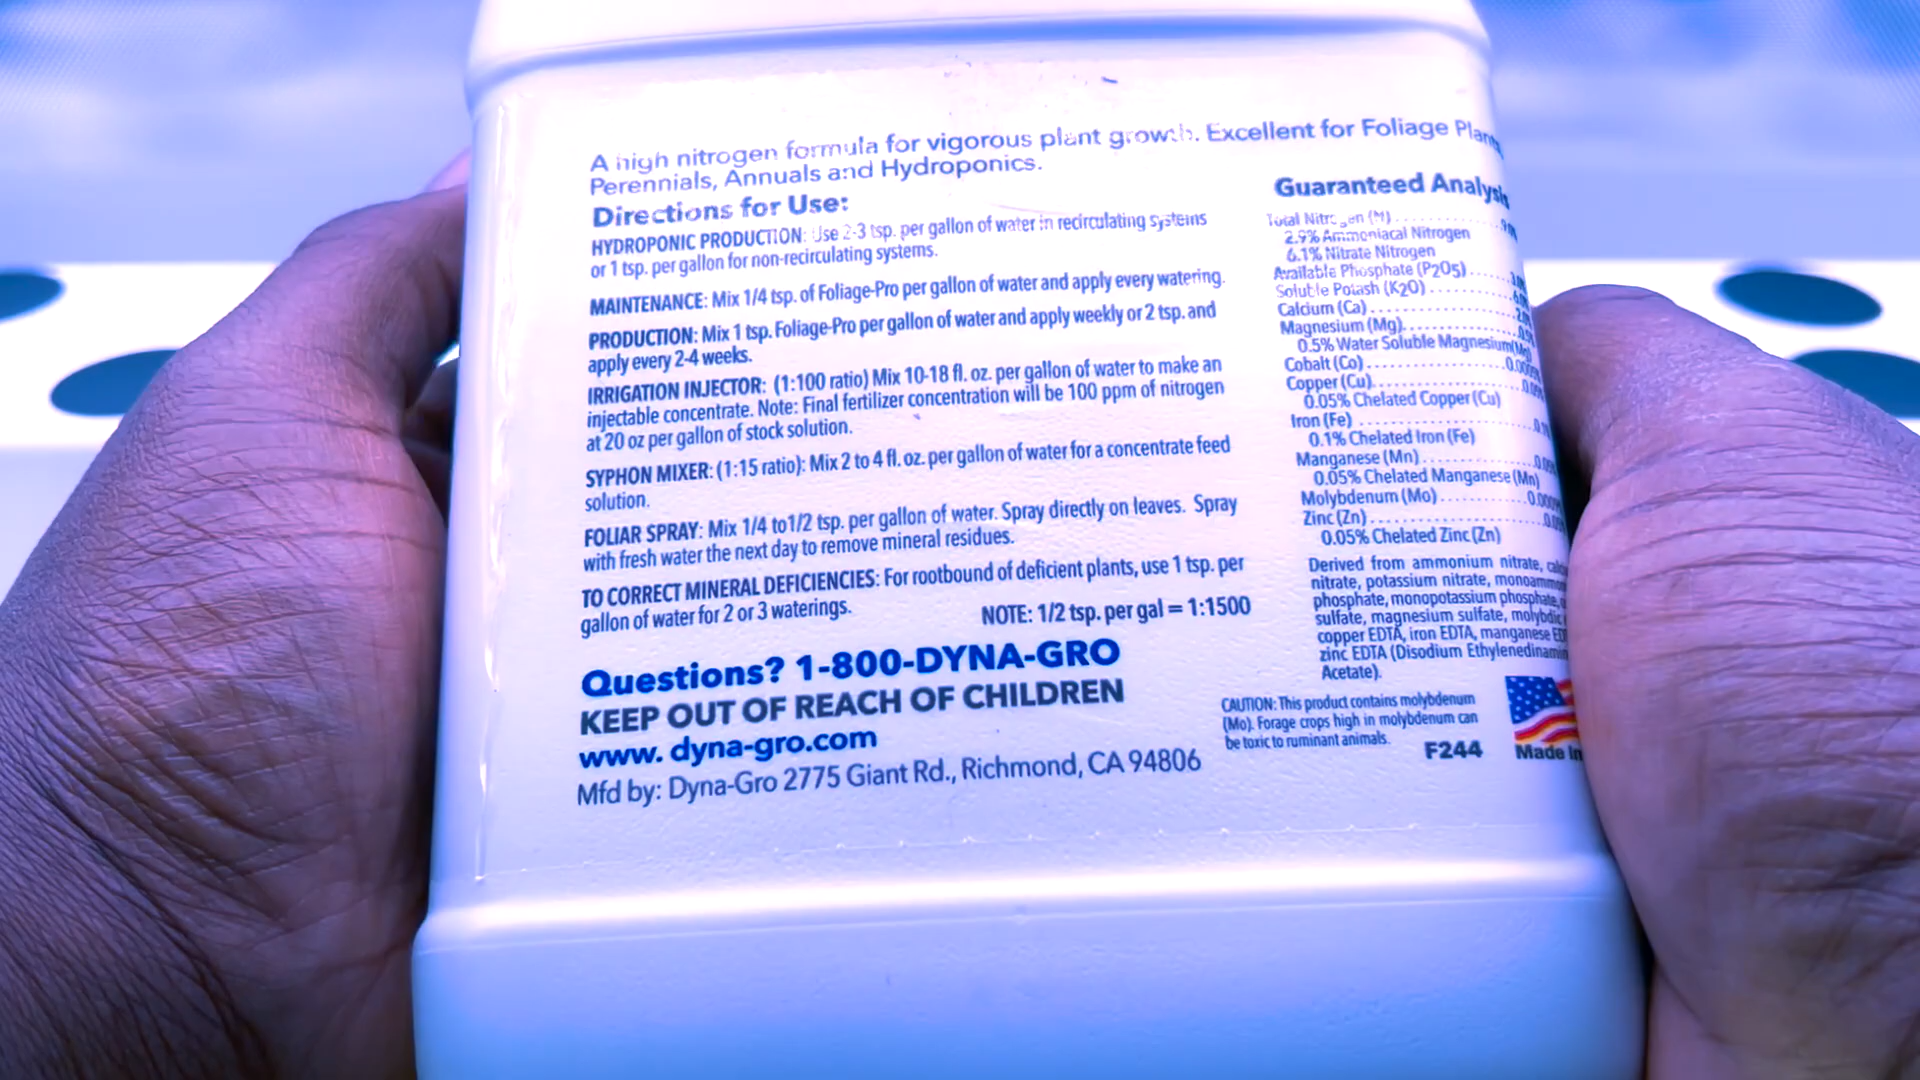 A high nitrogen formula for vigorous plant growth. Excellent for Foliage
Perennials, Annuals and Hydroponics.
Directions for Use:
HYDROPONIC PRODUCTION: Use 2-3 tsp. per gallon of water in recirculating systems
or 1 tsp. per gallon for non-recirculating systems.
MAINTENANCE: Mix 1/4 tsp. of Foliage-Pro per gallon of water and apply every watering.
PRODUCTION: Mix 1 tsp. Foliage-Pro per gallon of water and apply weekly or 2 tsp. and
apply every 2-4 weeks.
IRRIGATION INJECTOR: (1:100 ratio) Mix 10-18 fl. oz. per gallon of water to make an
injectable concentrate. Note: Final fertilizer concentration will be 100 ppm of nitrogen
at 20 oz per gallon of stock solution.
SYPHON MIXER: (1:15 ratio): Mix 2 to 4 fl. oz. per gallon of water for a concentrate feed
solution.
FOLIAR SPRAY: Mix 1/4 to1/2 tsp. per gallon of water. Spray directly on leaves. Spray
with fresh water the next day to remove mineral residues.
TO CORRECT MINERAL DEFICIENCIES: For rootbound of deficient plants, use 1 tsp. per
gallon of water for 2 or 3 waterings.
NOTE: 1/2 tsp. per gal = 1:1500
Questions? 1-800-DYNA-GRO
KEEP OUT OF REACH OF CHILDREN
www. dyna-gro.com
Mfd by: Dyna-Gro 2775 Giant Rd., Richmond, CA 94806
Guaranteed Analysis
Total Nitrogen (N)
2.9% Ammoniacal Nitrogen
6.1% Nitrate Nitrogen
Available Phosphate (P2O5)
Soluble Potash (K2O)
Calcium (Ca)
Magnesium (Mg)
0.5% Water Soluble Magnesium(Mg)
Cobalt (Co)
Copper (Cu)
0.05% Chelated Copper (Cu)
Iron (Fe)
0.1% Chelated Iron (Fe)
Manganese (Mn)
0.05% Chelated Manganese (Mn)
Molybdenum (Mo)
Zinc (Zn)
0.05% Chelated Zinc (Zn)
Derived from ammonium nitrate,
nitrate, potassium nitrate,
phosphate, monopotassium phosphate,
sulfate, magnesium sulfate,
copper EDTA, iron EDTA, manganese
zinc EDTA (Disodium
Acetate).
CAUTION: This product contains molybdenum
(Mo). Forage crops high in molybdenum can
be toxic to ruminant animals.
F244
Made in